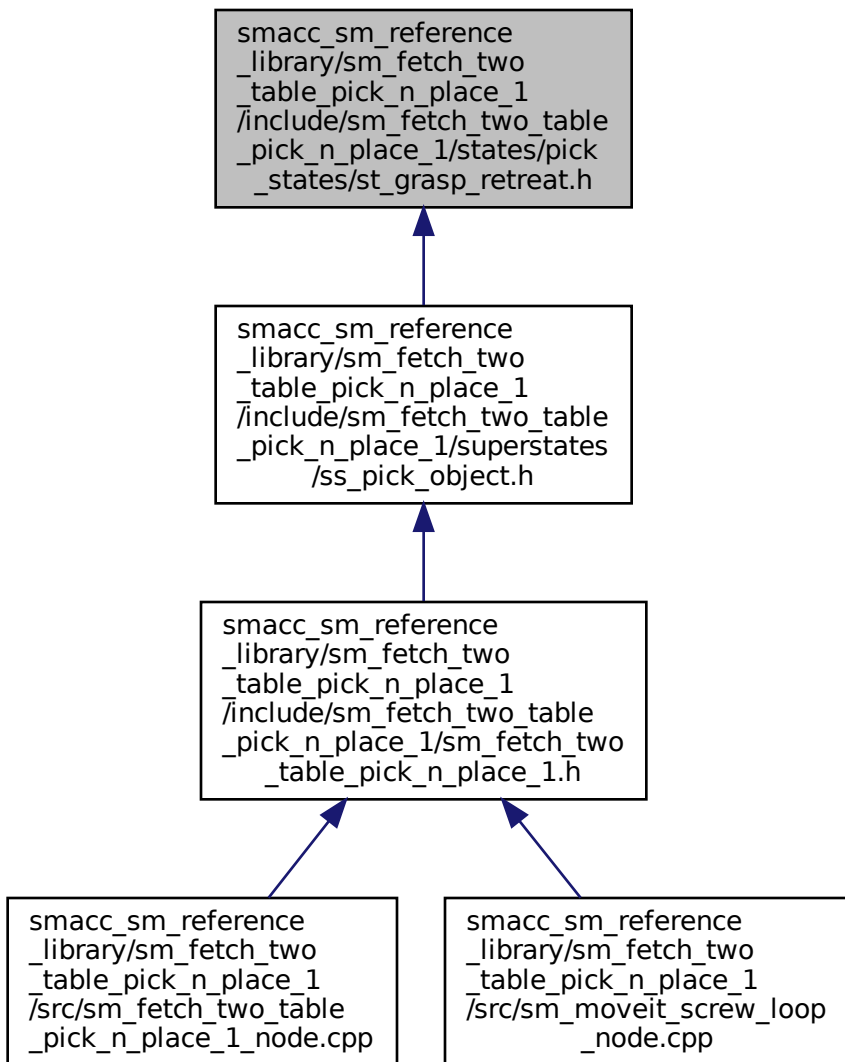 smacc_sm_reference
_library/sm_fetch_two
_table_pick_n_place_1
/include/sm_fetch_two_table
_pick_n_place_1/states/pick
_states/st_grasp_retreat.h
smacc_sm_reference
_library/sm_fetch_two
_table_pick_n_place_1
/include/sm_fetch_two_table
_pick_n_place_1/superstates
/ss_pick_object.h
smacc_sm_reference
_library/sm_fetch_two
_table_pick_n_place_1
/include/sm_fetch_two_table
_pick_n_place_1/sm_fetch_two
_table_pick_n_place_1.h
smacc_sm_reference
_library/sm_fetch_two
_table_pick_n_place_1
/src/sm_fetch_two_table
_pick_n_place_1_node.cpp
smacc_sm_reference
_library/sm_fetch_two
_table_pick_n_place_1
/src/sm_moveit_screw_loop
_node.cpp